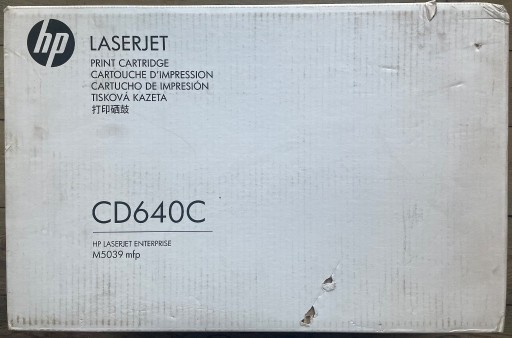 hp
LASERJET
PRINT CARTRIDGE
CARTOUCHE D'IMPRESSION
CARTUCHO DE IMPRESIÓN
TISKOVÁ KAZETA
打印硒鼓
CD640C
HP LASERJET ENTERPRISE
M5039 mfp